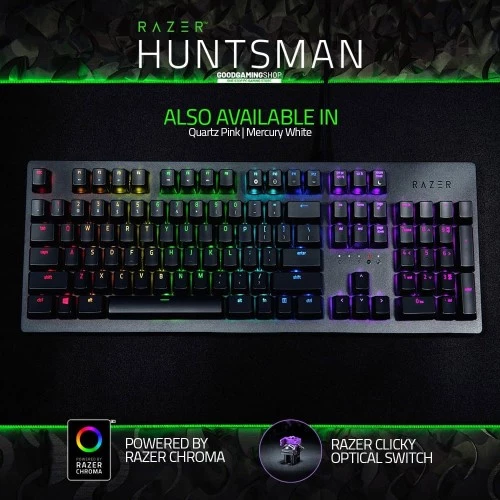 RAZER™
HUNTSMAN
GOODGAMINGSHOP
ALSO AVAILABLE IN
Quartz Pink | Mercury White
RAZER
POWERED BY
RAZER CHROMA
POWERED BY
RAZER CHROMA
RAZER CLICKY
OPTICAL SWITCH